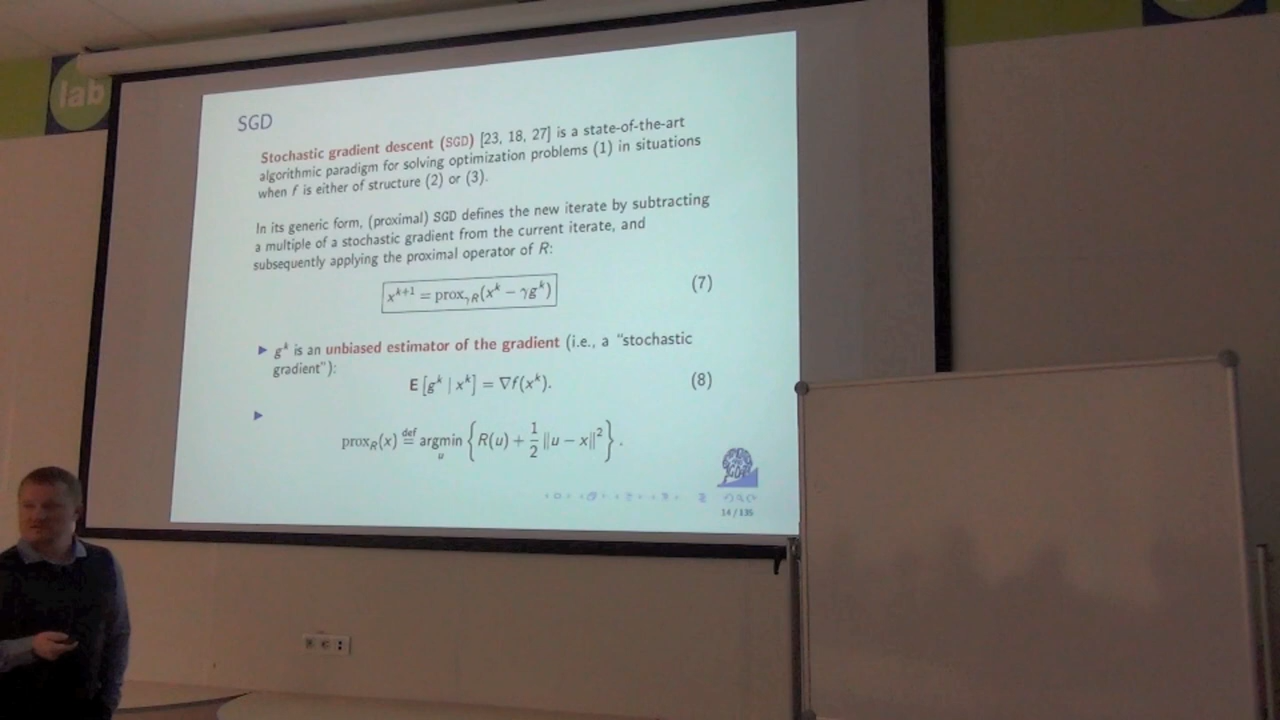 lab
SGD
Stochastic gradient descent (SGD) [23, 18, 27] is a state-of-the-art
algorithmic paradigm for solving optimization problems (1) in situations
when f is either of structure (2) or (3).
In its generic form, (proximal) SGD defines the new iterate by subtracting
a multiple of a stochastic gradient from the current iterate, and
subsequently applying the proximal operator of R:
x^{k+1} = prox_{γR}(x^k − γg^k) (7)
▶ g^k is an unbiased estimator of the gradient (i.e., a “stochastic
gradient”):
E [g^k | x^k] = ∇f(x^k). (8)
▶
prox_R(x) \overset{def}{=} argmin_u {R(u) + \frac{1}{2} ‖u − x‖^2}.
14 / 135